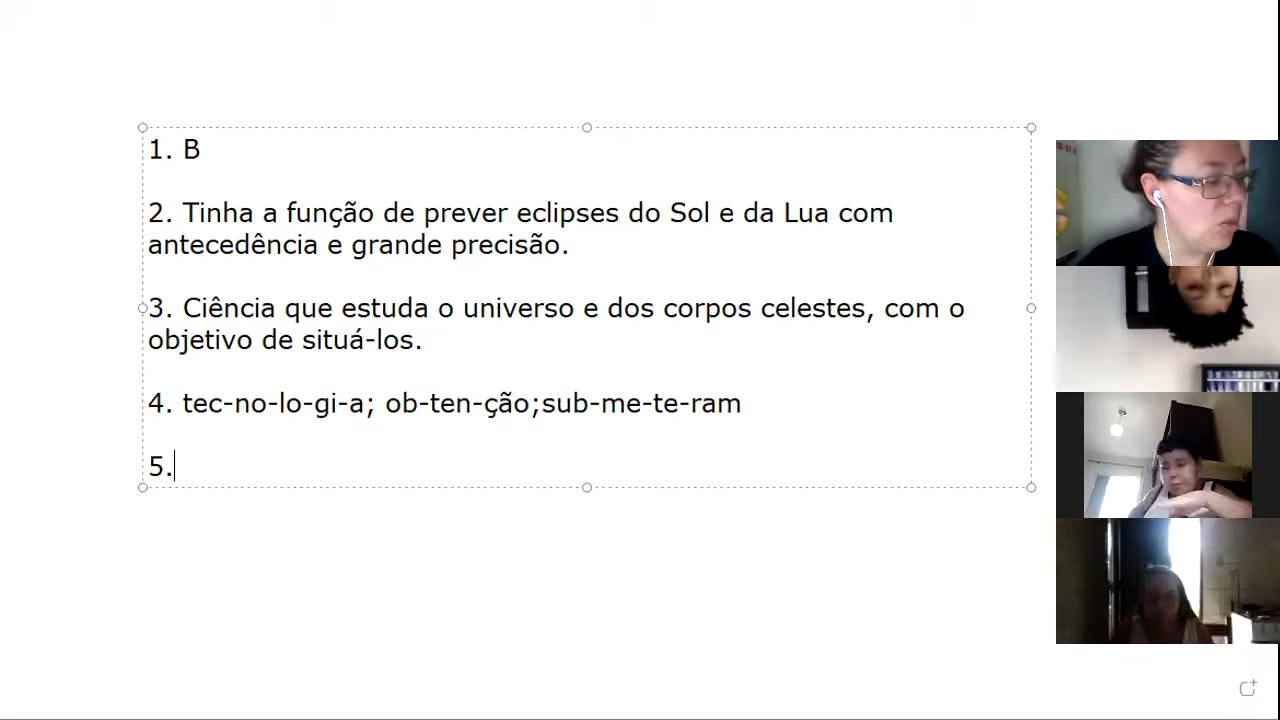 1. B
2. Tinha a função de prever eclipses do Sol e da Lua com
antecedência e grande precisão.
3. Ciência que estuda o universo e dos corpos celestes, com o
objetivo de situá-los.
4. tec-no-lo-gi-a; ob-ten-ção;sub-me-te-ram
5.